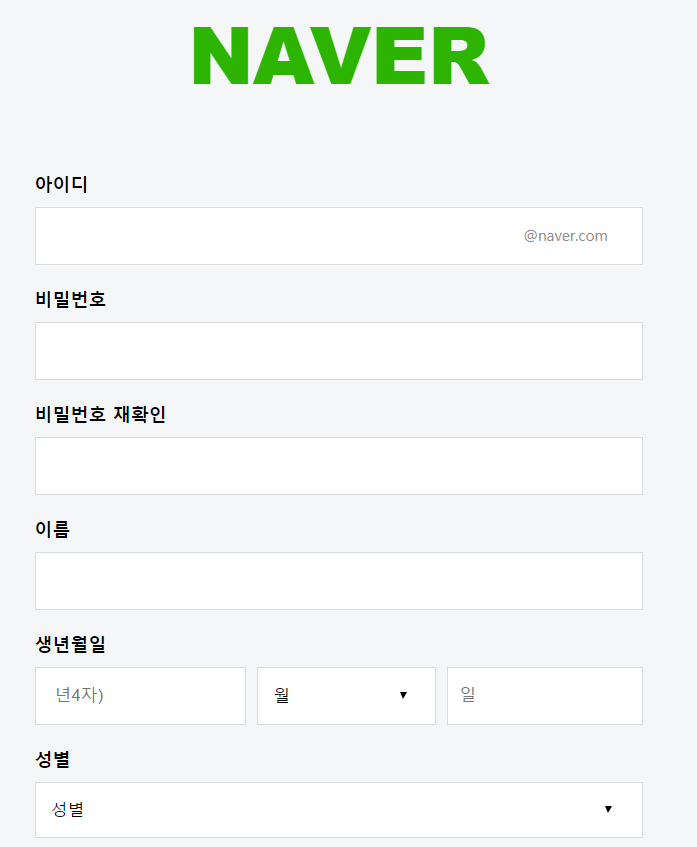 NAVER
아이디
@naver.com
비밀번호
비밀번호 재확인
이름
생년월일
년4자) 월 일
성별
성별